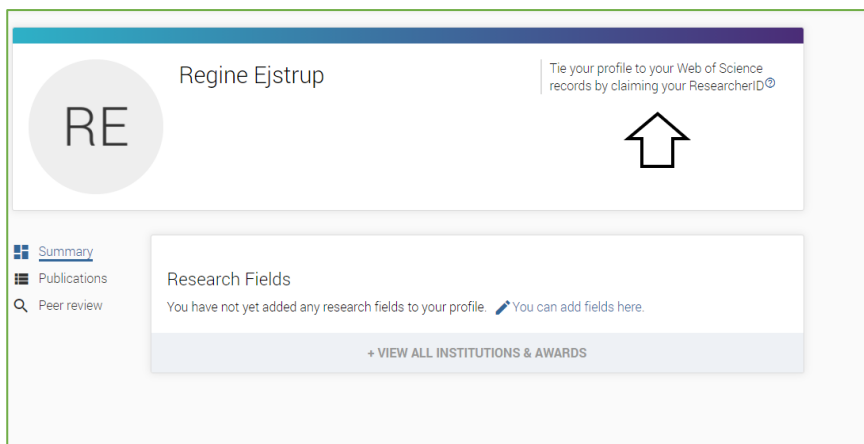 Regine Ejstrup
Tie your profile to your Web of Science
records by claiming your ResearcherID?
RE
Summary
Publications
Peer review
Research Fields
You have not yet added any research fields to your profile. You can add fields here.
+ VIEW ALL INSTITUTIONS & AWARDS